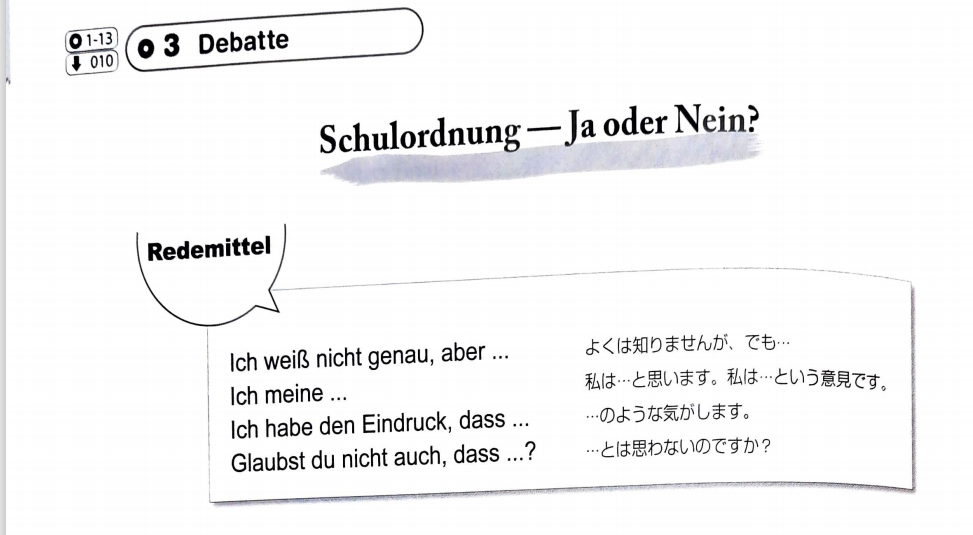 1-13
010
3 Debatte
Schulordnung — Ja oder Nein?
Redemittel
Ich weiß nicht genau, aber ... よくは知りませんが、でも…
Ich meine ... 私は…と思います。私は…という意見です。
Ich habe den Eindruck, dass ... …のような気がします。
Glaubst du nicht auch, dass ...? …とは思わないのですか？